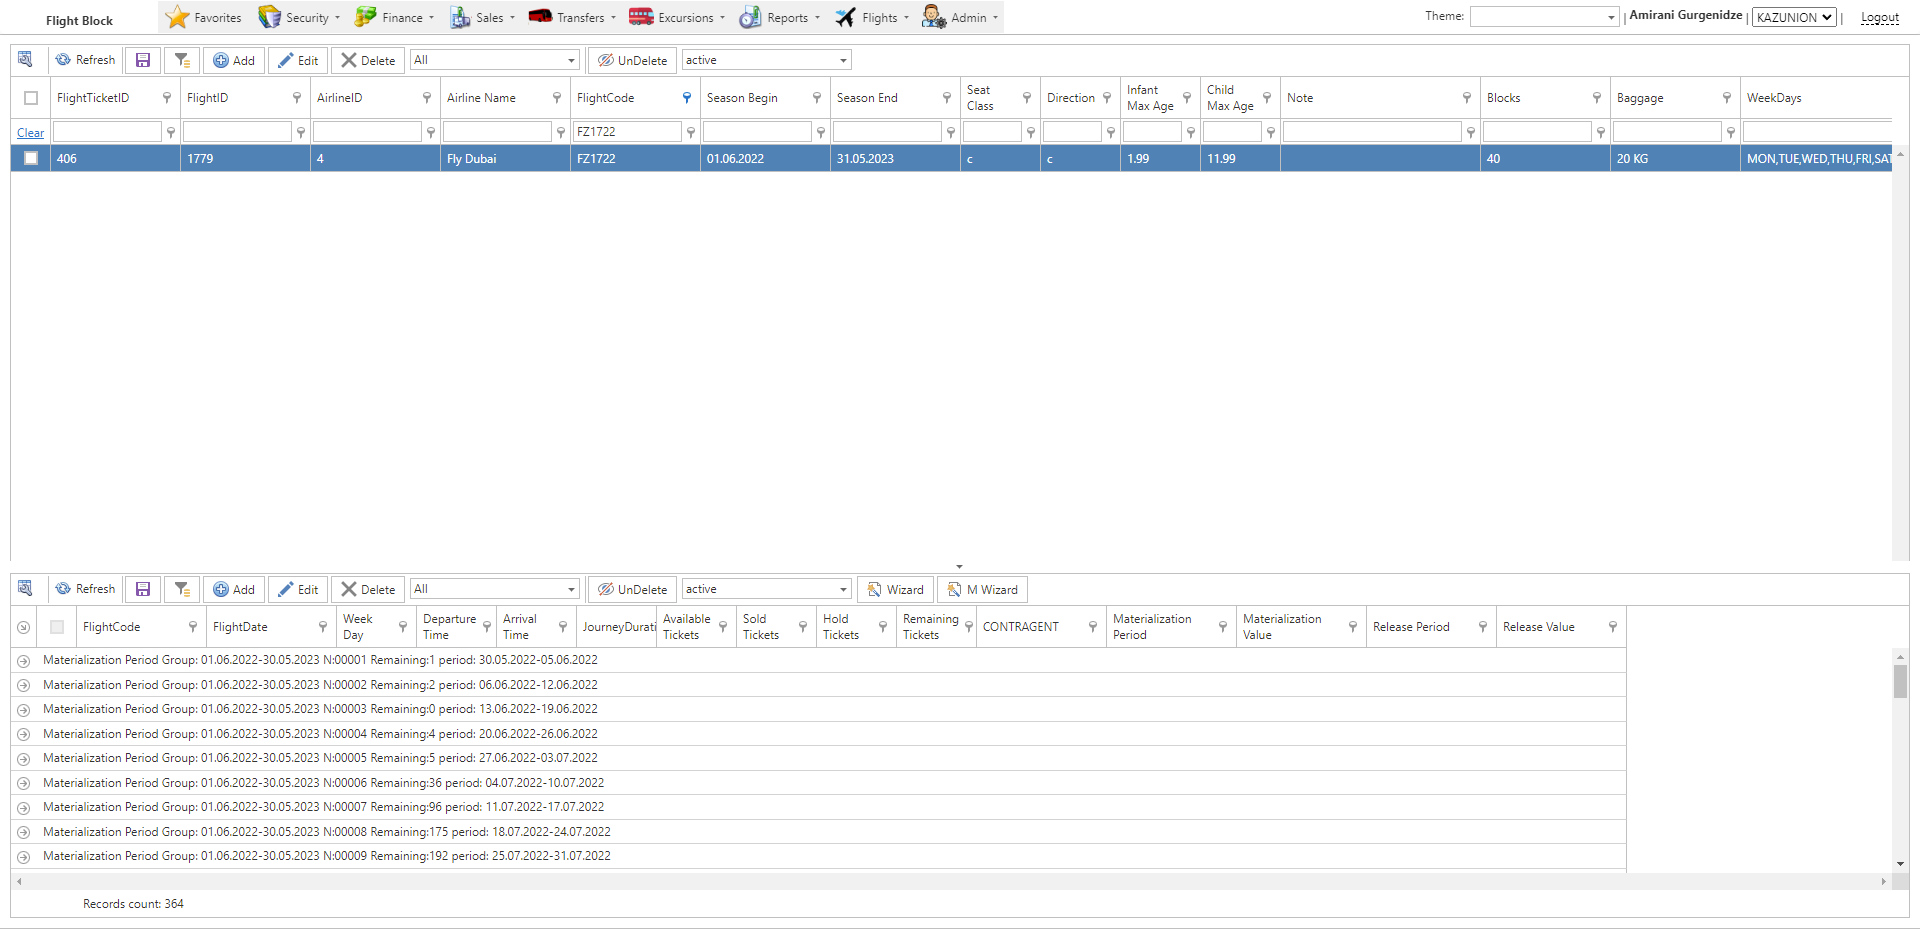 Flight Block Favorites Security Finance Sales Transfers Excursions Reports Flights Admin Theme: | Amirani Gurgenidze | KAZUNION | Logout
Refresh Add Edit Delete All UnDelete active
FlightTicketID FlightID AirlineID Airline Name FlightCode Season Begin Season End Seat Class Direction Infant Max Age Child Max Age Note Blocks Baggage WeekDays
Clear FZ1722
406 1779 4 Fly Dubai FZ1722 01.06.2022 31.05.2023 c c 1.99 11.99 40 20 KG MON,TUE,WED,THU,FRI,SAT
Refresh Add Edit Delete All UnDelete active Wizard M Wizard
FlightCode FlightDate Week Day Departure Time Arrival Time JourneyDurati Available Tickets Sold Tickets Hold Tickets Remaining Tickets CONTRAGENT Materialization Period Materialization Value Release Period Release Value
Materialization Period Group: 01.06.2022-30.05.2023 N:00001 Remaining:1 period: 30.05.2022-05.06.2022
Materialization Period Group: 01.06.2022-30.05.2023 N:00002 Remaining:2 period: 06.06.2022-12.06.2022
Materialization Period Group: 01.06.2022-30.05.2023 N:00003 Remaining:0 period: 13.06.2022-19.06.2022
Materialization Period Group: 01.06.2022-30.05.2023 N:00004 Remaining:4 period: 20.06.2022-26.06.2022
Materialization Period Group: 01.06.2022-30.05.2023 N:00005 Remaining:5 period: 27.06.2022-03.07.2022
Materialization Period Group: 01.06.2022-30.05.2023 N:00006 Remaining:36 period: 04.07.2022-10.07.2022
Materialization Period Group: 01.06.2022-30.05.2023 N:00007 Remaining:96 period: 11.07.2022-17.07.2022
Materialization Period Group: 01.06.2022-30.05.2023 N:00008 Remaining:175 period: 18.07.2022-24.07.2022
Materialization Period Group: 01.06.2022-30.05.2023 N:00009 Remaining:192 period: 25.07.2022-31.07.2022
Records count: 364